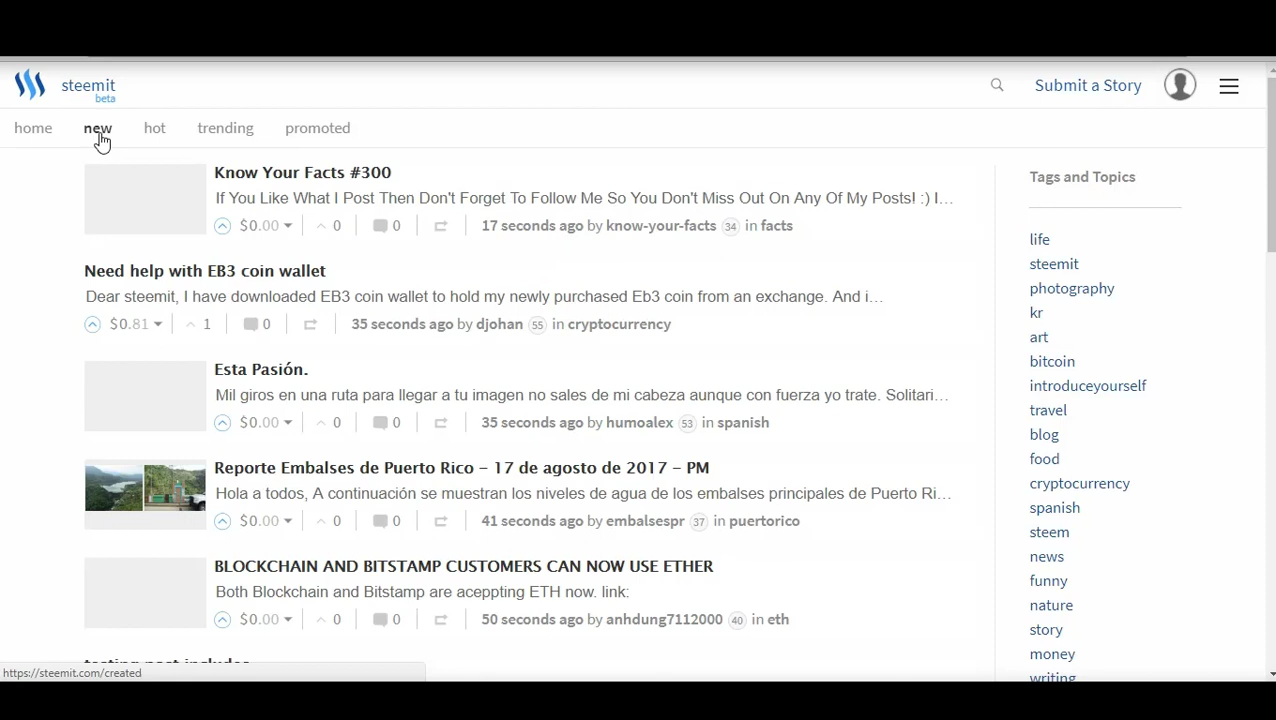 steemit
beta
Submit a Story
home new hot trending promoted
Know Your Facts #300
If You Like What I Post Then Don't Forget To Follow Me So You Don't Miss Out On Any Of My Posts! :) I...
$0.00 0 0 17 seconds ago by know-your-facts 34 in facts
Need help with EB3 coin wallet
Dear steemit, I have downloaded EB3 coin wallet to hold my newly purchased Eb3 coin from an exchange. And i...
$0.81 1 0 35 seconds ago by djohan 55 in cryptocurrency
Esta Pasión.
Mil giros en una ruta para llegar a tu imagen no sales de mi cabeza aunque con fuerza yo trate. Solitari...
$0.00 0 0 35 seconds ago by humoalex 53 in spanish
Reporte Embalses de Puerto Rico – 17 de agosto de 2017 – PM
Hola a todos, A continuación se muestran los niveles de agua de los embalses principales de Puerto Ri...
$0.00 0 0 41 seconds ago by embalsespr 37 in puertorico
BLOCKCHAIN AND BITSTAMP CUSTOMERS CAN NOW USE ETHER
Both Blockchain and Bitstamp are aceppting ETH now. link:
$0.00 0 0 50 seconds ago by anhdung7112000 40 in eth
testing post includes
https://steemit.com/created
Tags and Topics
life
steemit
photography
kr
art
bitcoin
introduceyourself
travel
blog
food
cryptocurrency
spanish
steem
news
funny
nature
story
money
writing